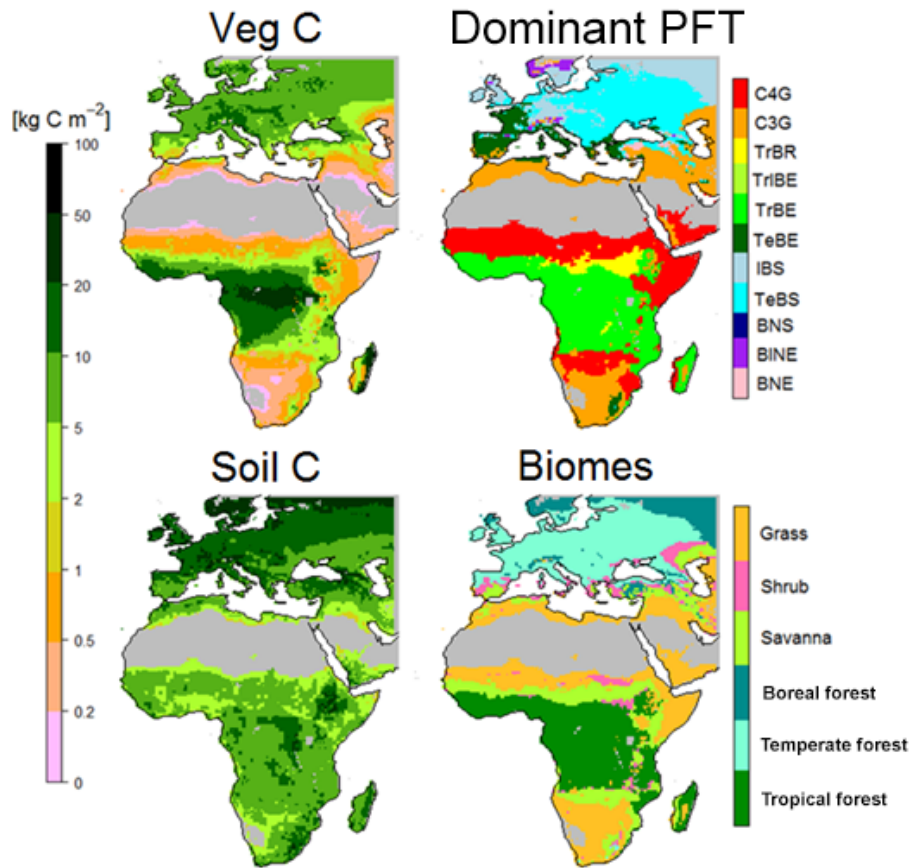 Veg C
Dominant PFT
[kg C m⁻²]
100
50
20
10
5
2
1
0.5
0.2
0
C4G
C3G
TrBR
TrIBE
TrBE
TeBE
IBS
TeBS
BNS
BINE
BNE
Soil C
Biomes
Grass
Shrub
Savanna
Boreal forest
Temperate forest
Tropical forest